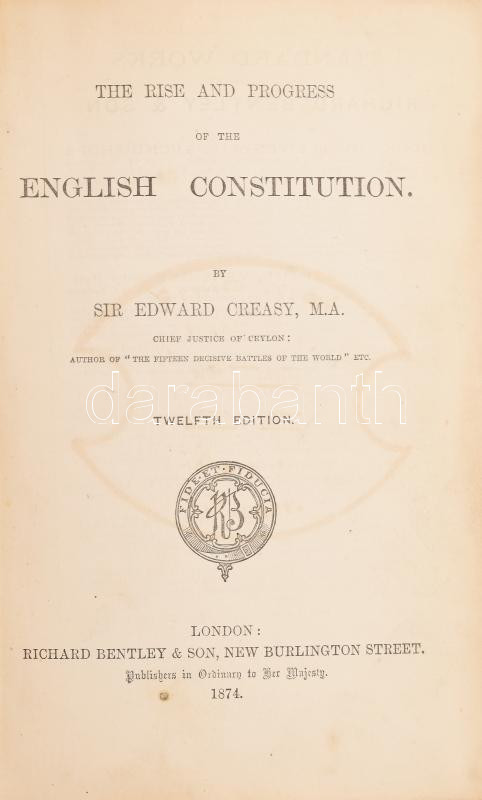 THE RISE AND PROGRESS
OF THE
ENGLISH CONSTITUTION.
BY
SIR EDWARD CREASY, M.A.
CHIEF JUSTICE OF CEYLON:
AUTHOR OF "THE FIFTEEN DECISIVE BATTLES OF THE WORLD" ETC.
darabanth
TWELFTH EDITION.
FIDE·ET·FIDUCIA
RB
LONDON:
RICHARD BENTLEY & SON, NEW BURLINGTON STREET.
Publishers in Ordinary to Her Majesty.
1874.